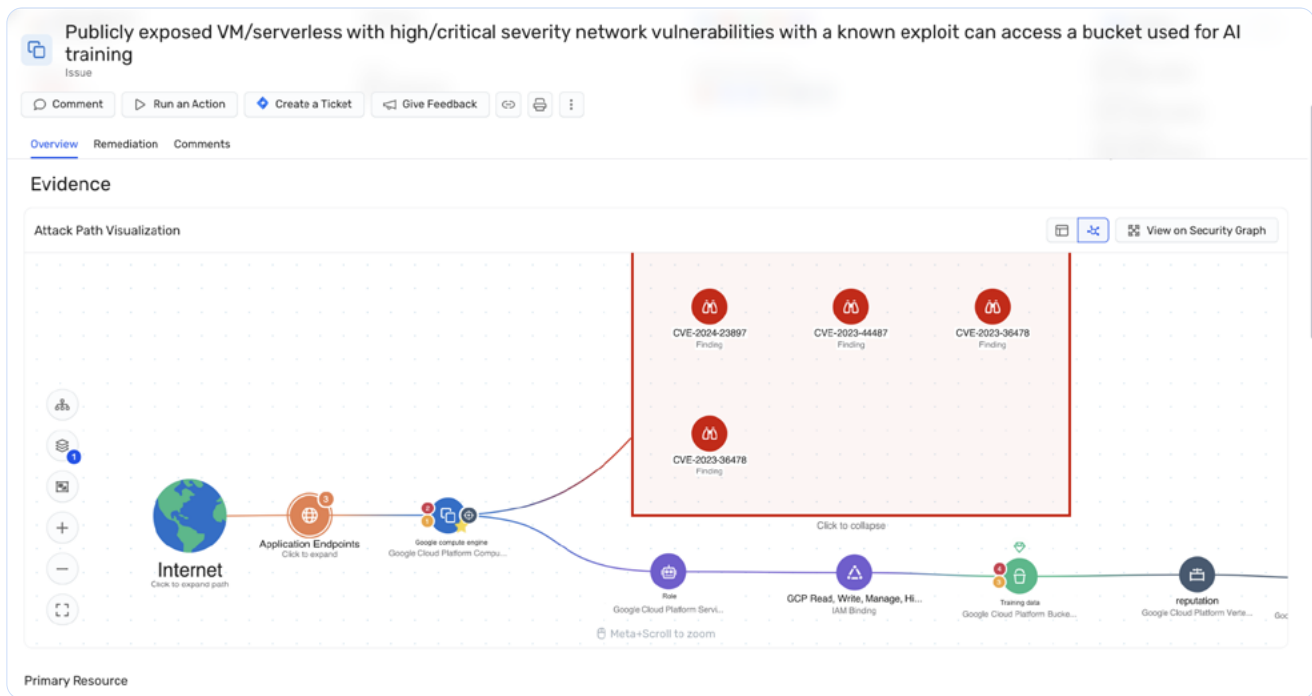 Publicly exposed VM/serverless with high/critical severity network vulnerabilities with a known exploit can access a bucket used for AI
training
Issue
Comment
Run an Action
Create a Ticket
Give Feedback
Overview
Remediation
Comments
Evidence
Attack Path Visualization
View on Security Graph
CVE-2024-23897
Finding
CVE-2023-44487
Finding
CVE-2023-36478
Finding
CVE-2023-36478
Finding
1
3
Internet
Click to expand path
Application Endpoints
Click to expand
Google compute engine
Google Cloud Platform Compu...
Click to collapse
Role
Google Cloud Platform Servi...
GCP Read, Write, Manage, Hi...
IAM Binding
4
Training data
Google Cloud Platform Bucke...
reputation
Google Cloud Platform Verte...
Meta+Scroll to zoom
Primary Resource